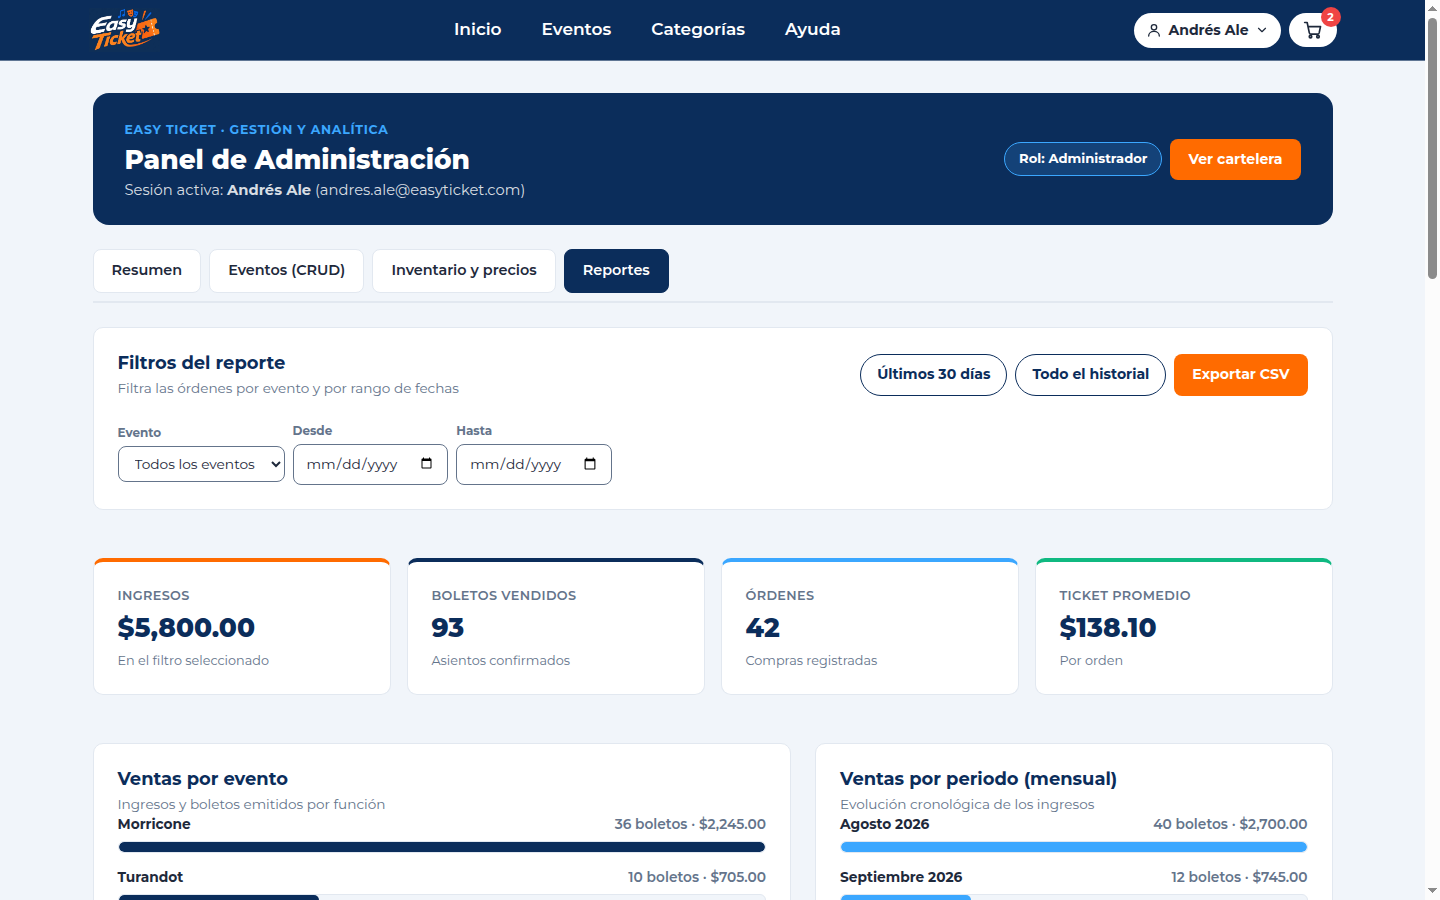 Easy
Ticket
Inicio
Eventos
Categorías
Ayuda
Andrés Ale
2
EASY TICKET · GESTIÓN Y ANALÍTICA
Panel de Administración
Sesión activa: Andrés Ale (andres.ale@easyticket.com)
Rol: Administrador
Ver cartelera
Resumen
Eventos (CRUD)
Inventario y precios
Reportes
Filtros del reporte
Filtra las órdenes por evento y por rango de fechas
Últimos 30 días
Todo el historial
Exportar CSV
Evento
Desde
Hasta
Todos los eventos
mm/dd/yyyy
mm/dd/yyyy
INGRESOS
$5,800.00
En el filtro seleccionado
BOLETOS VENDIDOS
93
Asientos confirmados
ÓRDENES
42
Compras registradas
TICKET PROMEDIO
$138.10
Por orden
Ventas por evento
Ingresos y boletos emitidos por función
Morricone
36 boletos · $2,245.00
Turandot
10 boletos · $705.00
Ventas por periodo (mensual)
Evolución cronológica de los ingresos
Agosto 2026
40 boletos · $2,700.00
Septiembre 2026
12 boletos · $745.00